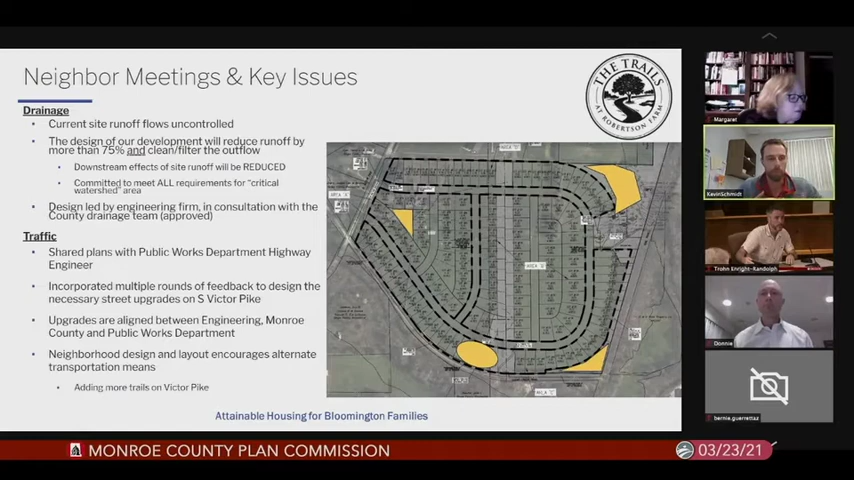 Neighbor Meetings & Key Issues
THE TRAILS
AT ROBERTSON FARM
Drainage
• Current site runoff flows uncontrolled
• The design of our development will reduce runoff by
more than 75% and clean/filter the outflow
• Downstream effects of site runoff will be REDUCED
• Committed to meet ALL requirements for "critical
watershed" area
• Design led by engineering firm, in consultation with the
County drainage team (approved)
Traffic
• Shared plans with Public Works Department Highway
Engineer
• Incorporated multiple rounds of feedback to design the
necessary street upgrades on S Victor Pike
• Upgrades are aligned between Engineering, Monroe
County and Public Works Department
• Neighborhood design and layout encourages alternate
transportation means
• Adding more trails on Victor Pike
Attainable Housing for Bloomington Families
Margaret
KevinSchmidt
Trohn Enright-Randolph
Donnie
bernie.guerrettaz
MONROE COUNTY PLAN COMMISSION
03/23/21